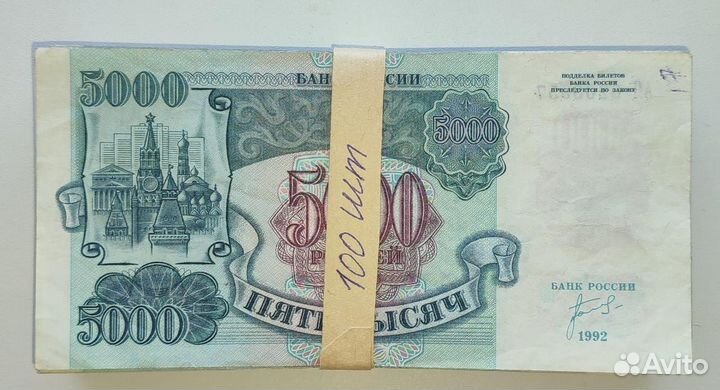 5000
БАНК РОССИИ
ПОДДЕЛКА БИЛЕТОВ
БАНКА РОССИИ
ПРЕСЛЕДУЕТСЯ ПО ЗАКОНУ
5000
5000
100 шт
РУБЛЕЙ
5000
ПЯТЬ ТЫСЯЧ
БАНК РОССИИ
1992
Avito